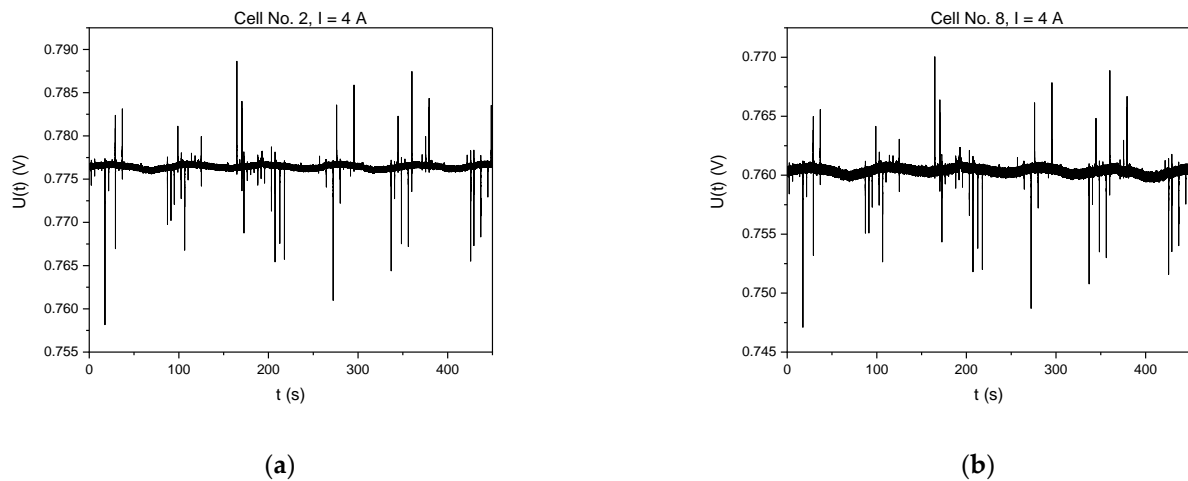 Cell No. 2, I = 4 A
0.790
0.785
0.780
0.775
0.770
0.765
0.760
0.755
U(t) (V)
0 100 200 300 400
t (s)
(a)
Cell No. 8, I = 4 A
0.770
0.765
0.760
0.755
0.750
0.745
U(t) (V)
0 100 200 300 400
t (s)
(b)